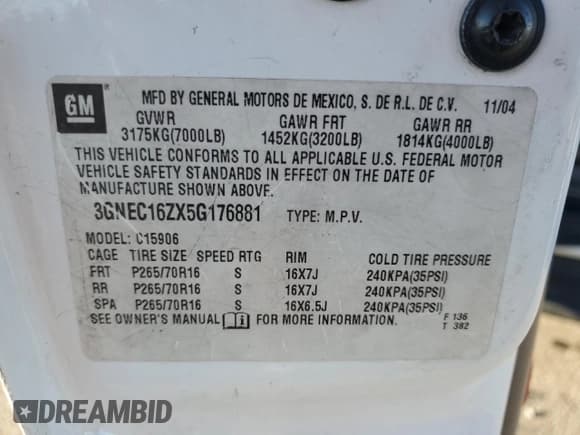 GM
MFD BY GENERAL MOTORS DE MEXICO, S. DE R.L. DE C.V. 11/04
GVWR GAWR FRT GAWR RR
3175KG(7000LB) 1452KG(3200LB) 1814KG(4000LB)
THIS VEHICLE CONFORMS TO ALL APPLICABLE U.S. FEDERAL MOTOR
VEHICLE SAFETY STANDARDS IN EFFECT ON THE DATE OF
MANUFACTURE SHOWN ABOVE.
3GNEC16ZX5G176881 TYPE: M.P.V.
MODEL: C15906
CAGE TIRE SIZE SPEED RTG RIM COLD TIRE PRESSURE
FRT P265/70R16 S 16X7J 240KPA(35PSI)
RR P265/70R16 S 16X7J 240KPA(35PSI)
SPA P265/70R16 S 16X6.5J 240KPA(35PSI)
SEE OWNER'S MANUAL FOR MORE INFORMATION. F 136
T 382
DREAMBID